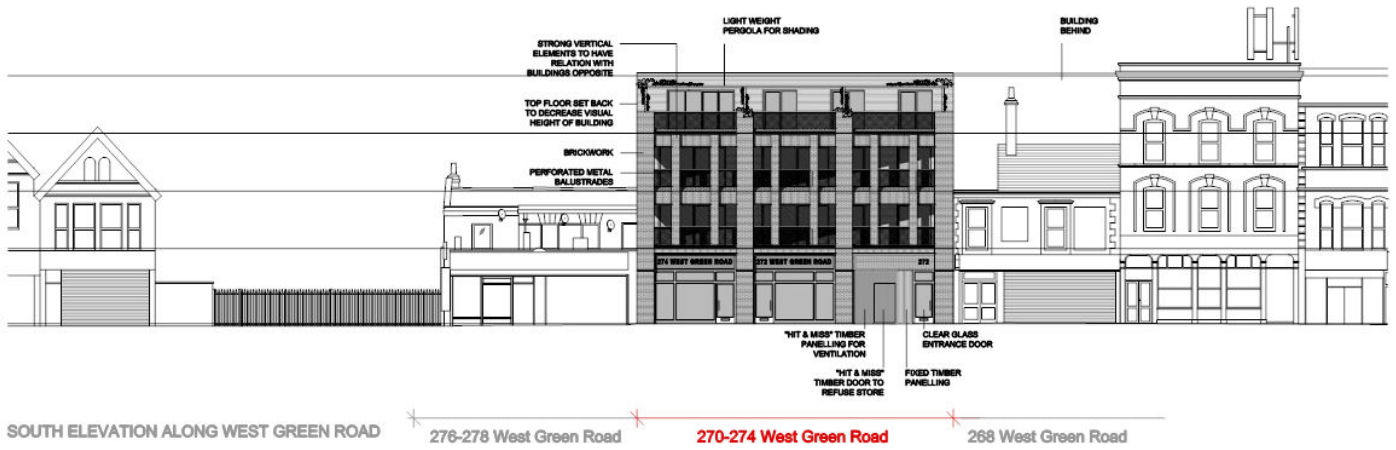 LIGHT WEIGHT
PERGOLA FOR SHADING
BUILDING
BEHIND
STRONG VERTICAL
ELEMENTS TO HAVE
RELATION WITH
BUILDINGS OPPOSITE
TOP FLOOR SET BACK
TO DECREASE VISUAL
HEIGHT OF BUILDING
BRICKWORK
PERFORATED METAL
BALUSTRADES
274 WEST GREEN ROAD
272 WEST GREEN ROAD
272
"HIT & MISS" TIMBER
PANELLING FOR
VENTILATION
CLEAR GLASS
ENTRANCE DOOR
"HIT & MISS"
TIMBER DOOR TO
REFUSE STORE
FIXED TIMBER
PANELLING
SOUTH ELEVATION ALONG WEST GREEN ROAD
276-278 West Green Road
270-274 West Green Road
268 West Green Road